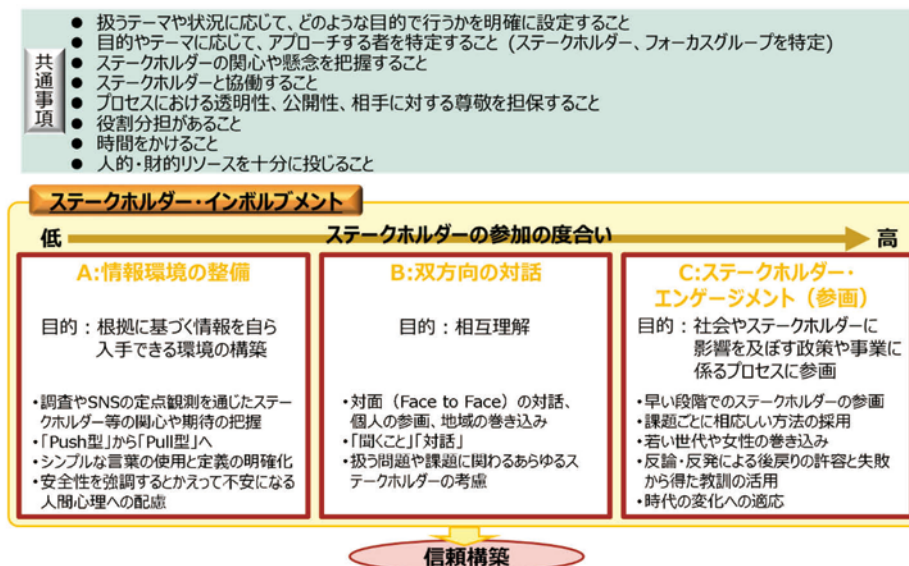 共通事項
● 扱うテーマや状況に応じて、どのような目的で行うかを明確に設定すること
● 目的やテーマに応じて、アプローチする者を特定すること (ステークホルダー、フォーカスグループを特定)
● ステークホルダーの関心や懸念を把握すること
● ステークホルダーと協働すること
● プロセスにおける透明性、公開性、相手に対する尊敬を担保すること
● 役割分担があること
● 時間をかけること
● 人的・財的リソースを十分に投じること
ステークホルダー・インボルブメント
低 ステークホルダーの参加の度合い 高
A:情報環境の整備
目的：根拠に基づく情報を自ら
入手できる環境の構築
・調査やSNSの定点観測を通じたステー
クホルダー等の関心や期待の把握
・「Push型」から「Pull型」へ
・シンプルな言葉の使用と定義の明確化
・安全性を強調するとかえって不安になる
人間心理への配慮
B:双方向の対話
目的：相互理解
・対面（Face to Face）の対話、
個人の参画、地域の巻き込み
・「聞くこと」「対話」
・扱う問題や課題に関わるあらゆるス
テークホルダーの考慮
C:ステークホルダー・
エンゲージメント（参画）
目的：社会やステークホルダーに
影響を及ぼす政策や事業に
係るプロセスに参画
・早い段階でのステークホルダーの参画
・課題ごとに相応しい方法の採用
・若い世代や女性の巻き込み
・反論・反発による後戻りの許容と失敗
から得た教訓の活用
・時代の変化への適応
信頼構築